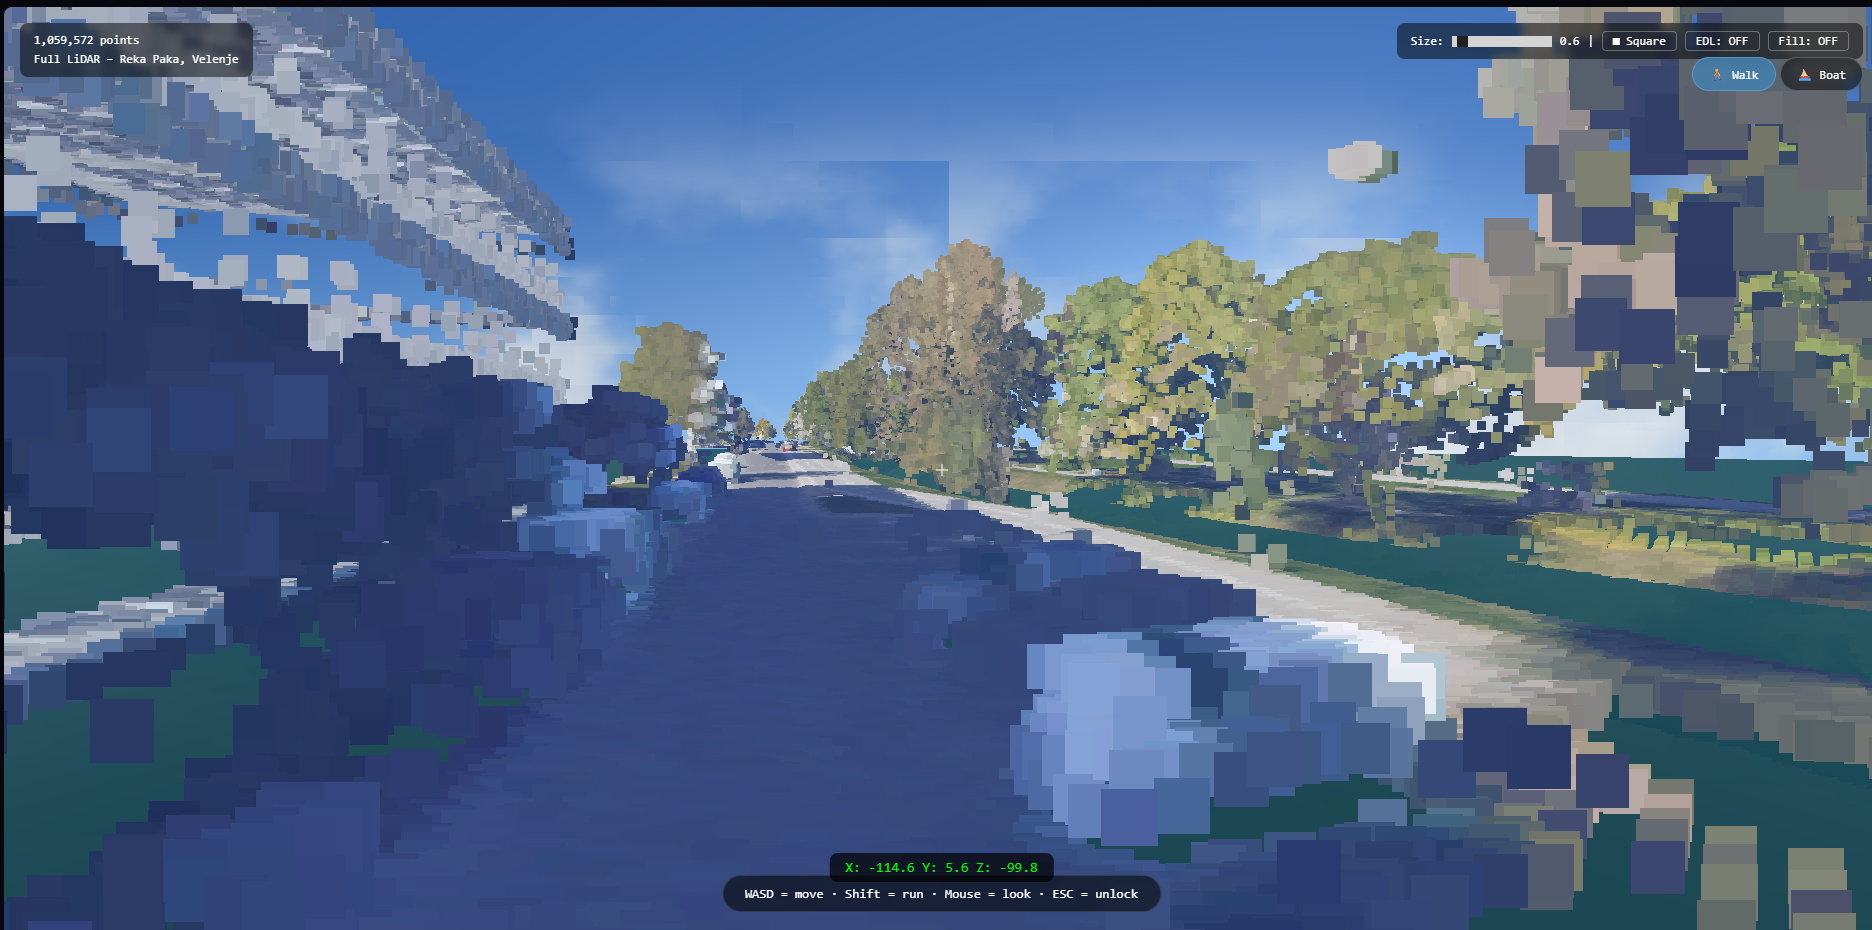 1,059,572 points
Full LiDAR – Reka Paka, Velenje
Size: 0.6 | ■ Square EDL: OFF Fill: OFF
Walk Boat
X: -114.6 Y: 5.6 Z: -99.8
WASD = move · Shift = run · Mouse = look · ESC = unlock